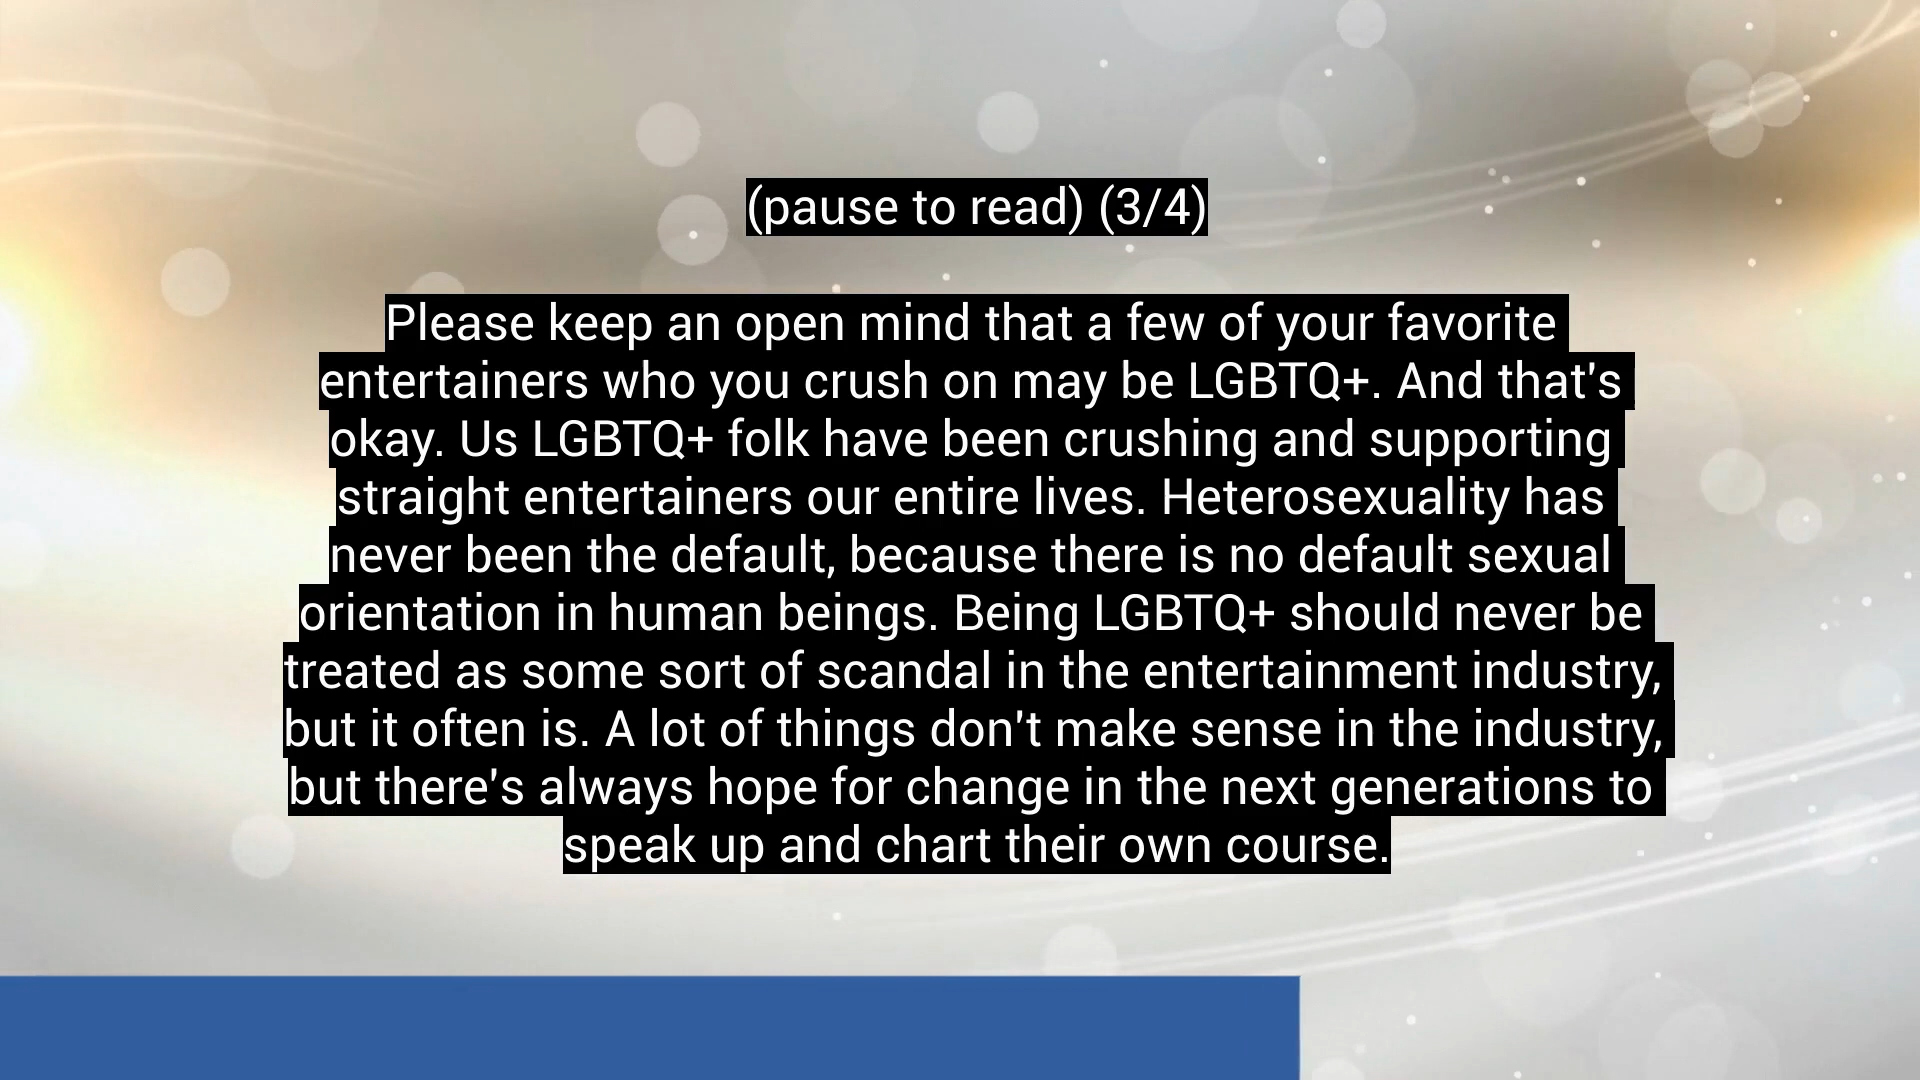 (pause to read) (3/4)
Please keep an open mind that a few of your favorite
entertainers who you crush on may be LGBTQ+. And that's
okay. Us LGBTQ+ folk have been crushing and supporting
straight entertainers our entire lives. Heterosexuality has
never been the default, because there is no default sexual
orientation in human beings. Being LGBTQ+ should never be
treated as some sort of scandal in the entertainment industry,
but it often is. A lot of things don't make sense in the industry,
but there's always hope for change in the next generations to
speak up and chart their own course.